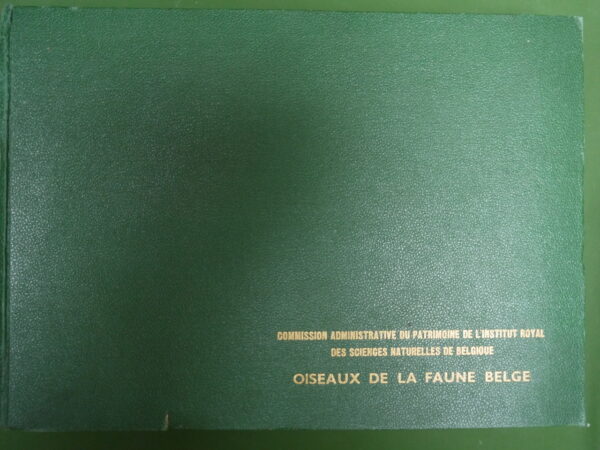 COMMISSION ADMINISTRATIVE DU PATRIMOINE DE L'INSTITUT ROYAL
DES SCIENCES NATURELLES DE BELGIQUE
OISEAUX DE LA FAUNE BELGE